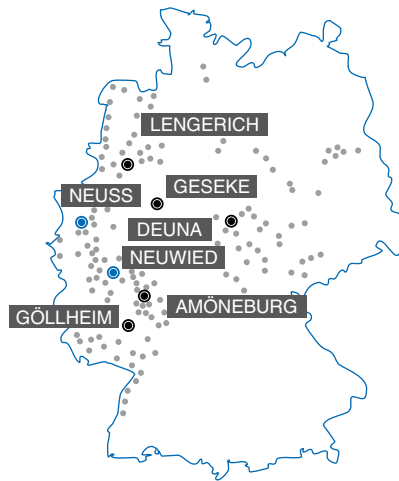 LENGERICH
GESEKE
NEUSS
DEUNA
NEUWIED
AMÖNEBURG
GÖLLHEIM